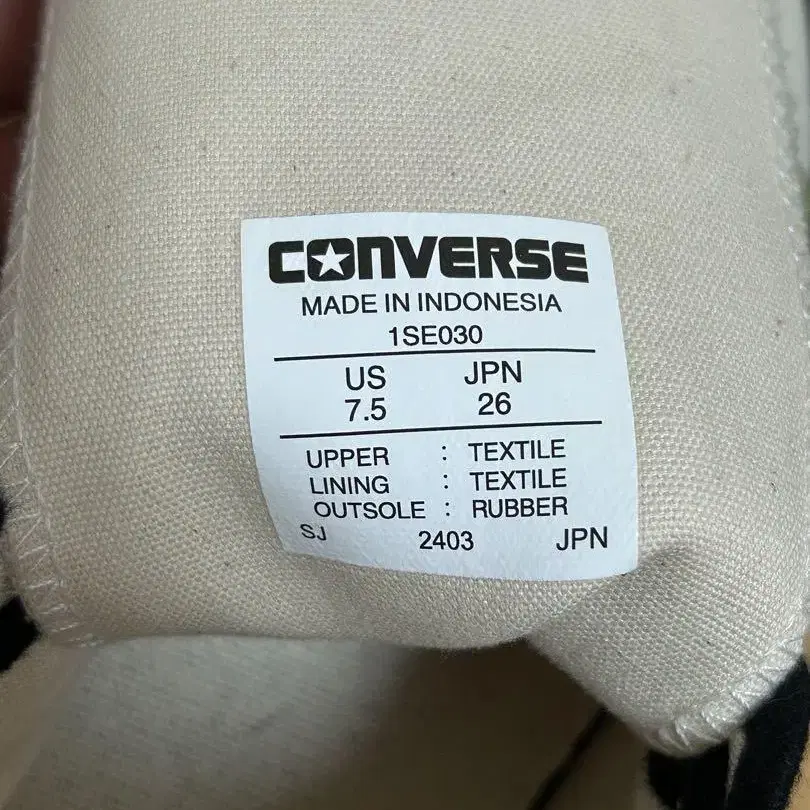 CONVERSE
MADE IN INDONESIA
1SE030
US JPN
7.5 26
UPPER : TEXTILE
LINING : TEXTILE
OUTSOLE : RUBBER
SJ 2403 JPN